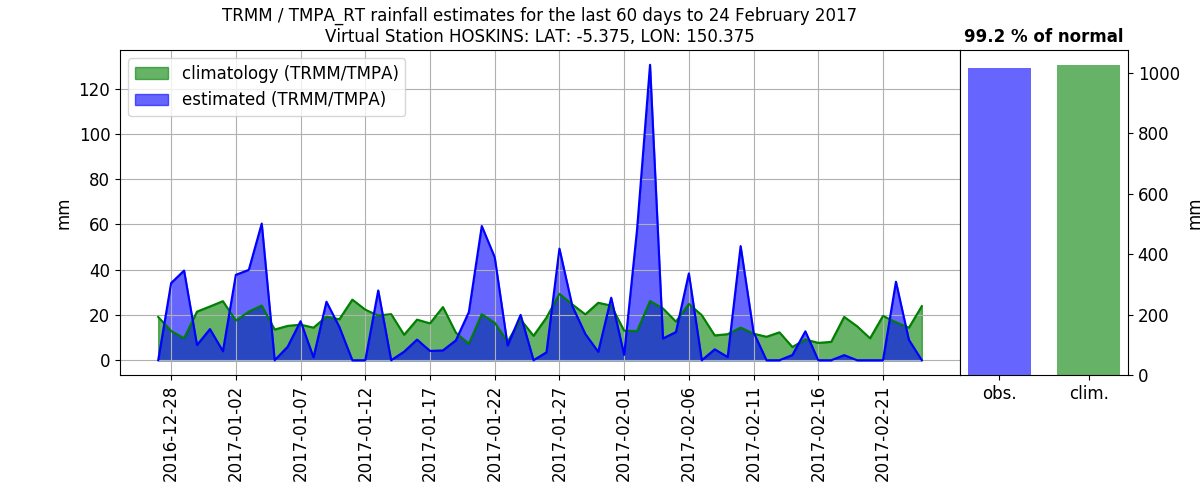 TRMM / TMPA_RT rainfall estimates for the last 60 days to 24 February 2017
Virtual Station HOSKINS: LAT: -5.375, LON: 150.375
99.2 % of normal
climatology (TRMM/TMPA)
estimated (TRMM/TMPA)
mm
120
100
80
60
40
20
0
2016-12-28
2017-01-02
2017-01-07
2017-01-12
2017-01-17
2017-01-22
2017-01-27
2017-02-01
2017-02-06
2017-02-11
2017-02-16
2017-02-21
1000
800
600
400
200
0
mm
obs.
clim.